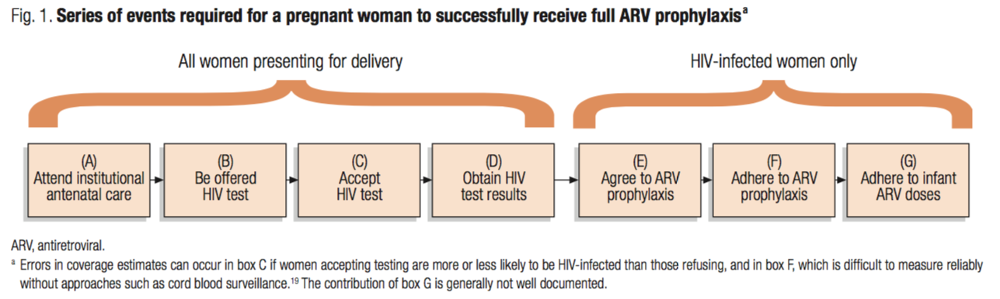 Fig. 1. Series of events required for a pregnant woman to successfully receive full ARV prophylaxisª
All women presenting for delivery
HIV-infected women only
(A)
Attend institutional
antenatal care
(B)
Be offered
HIV test
(C)
Accept
HIV test
(D)
Obtain HIV
test results
(E)
Agree to ARV
prophylaxis
(F)
Adhere to ARV
prophylaxis
(G)
Adhere to infant
ARV doses
ARV, antiretroviral.
ª Errors in coverage estimates can occur in box C if women accepting testing are more or less likely to be HIV-infected than those refusing, and in box F, which is difficult to measure reliably
without approaches such as cord blood surveillance.¹⁹ The contribution of box G is generally not well documented.